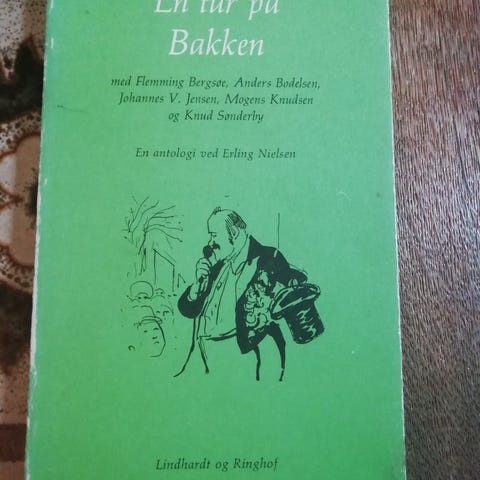 En tur på
Bakken
med Flemming Bergsøe, Anders Bodelsen,
Johannes V. Jensen, Mogens Knudsen
og Knud Sønderby
En antologi ved Erling Nielsen
Lindhardt og Ringhof